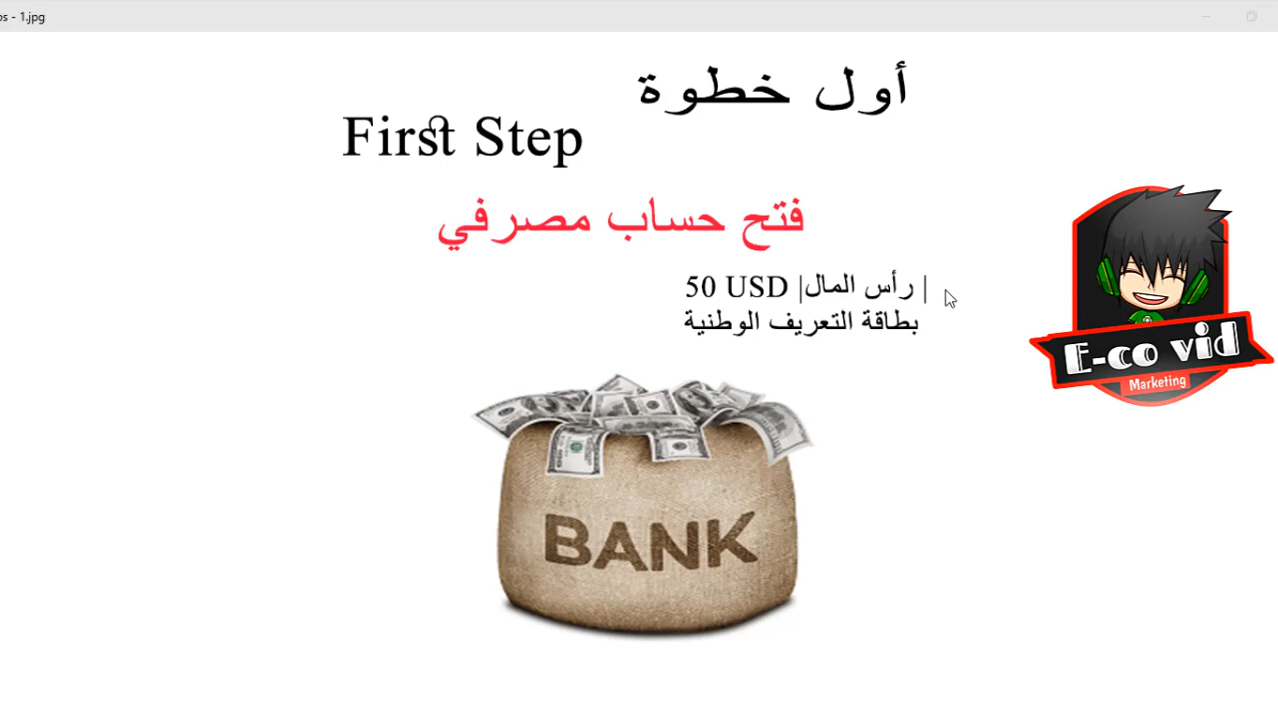 os - 1.jpg
أول خطوة
First Step
فتح حساب مصرفي
| رأس المال| 50 USD
بطاقة التعريف الوطنية
E-co vid
Marketing
BANK